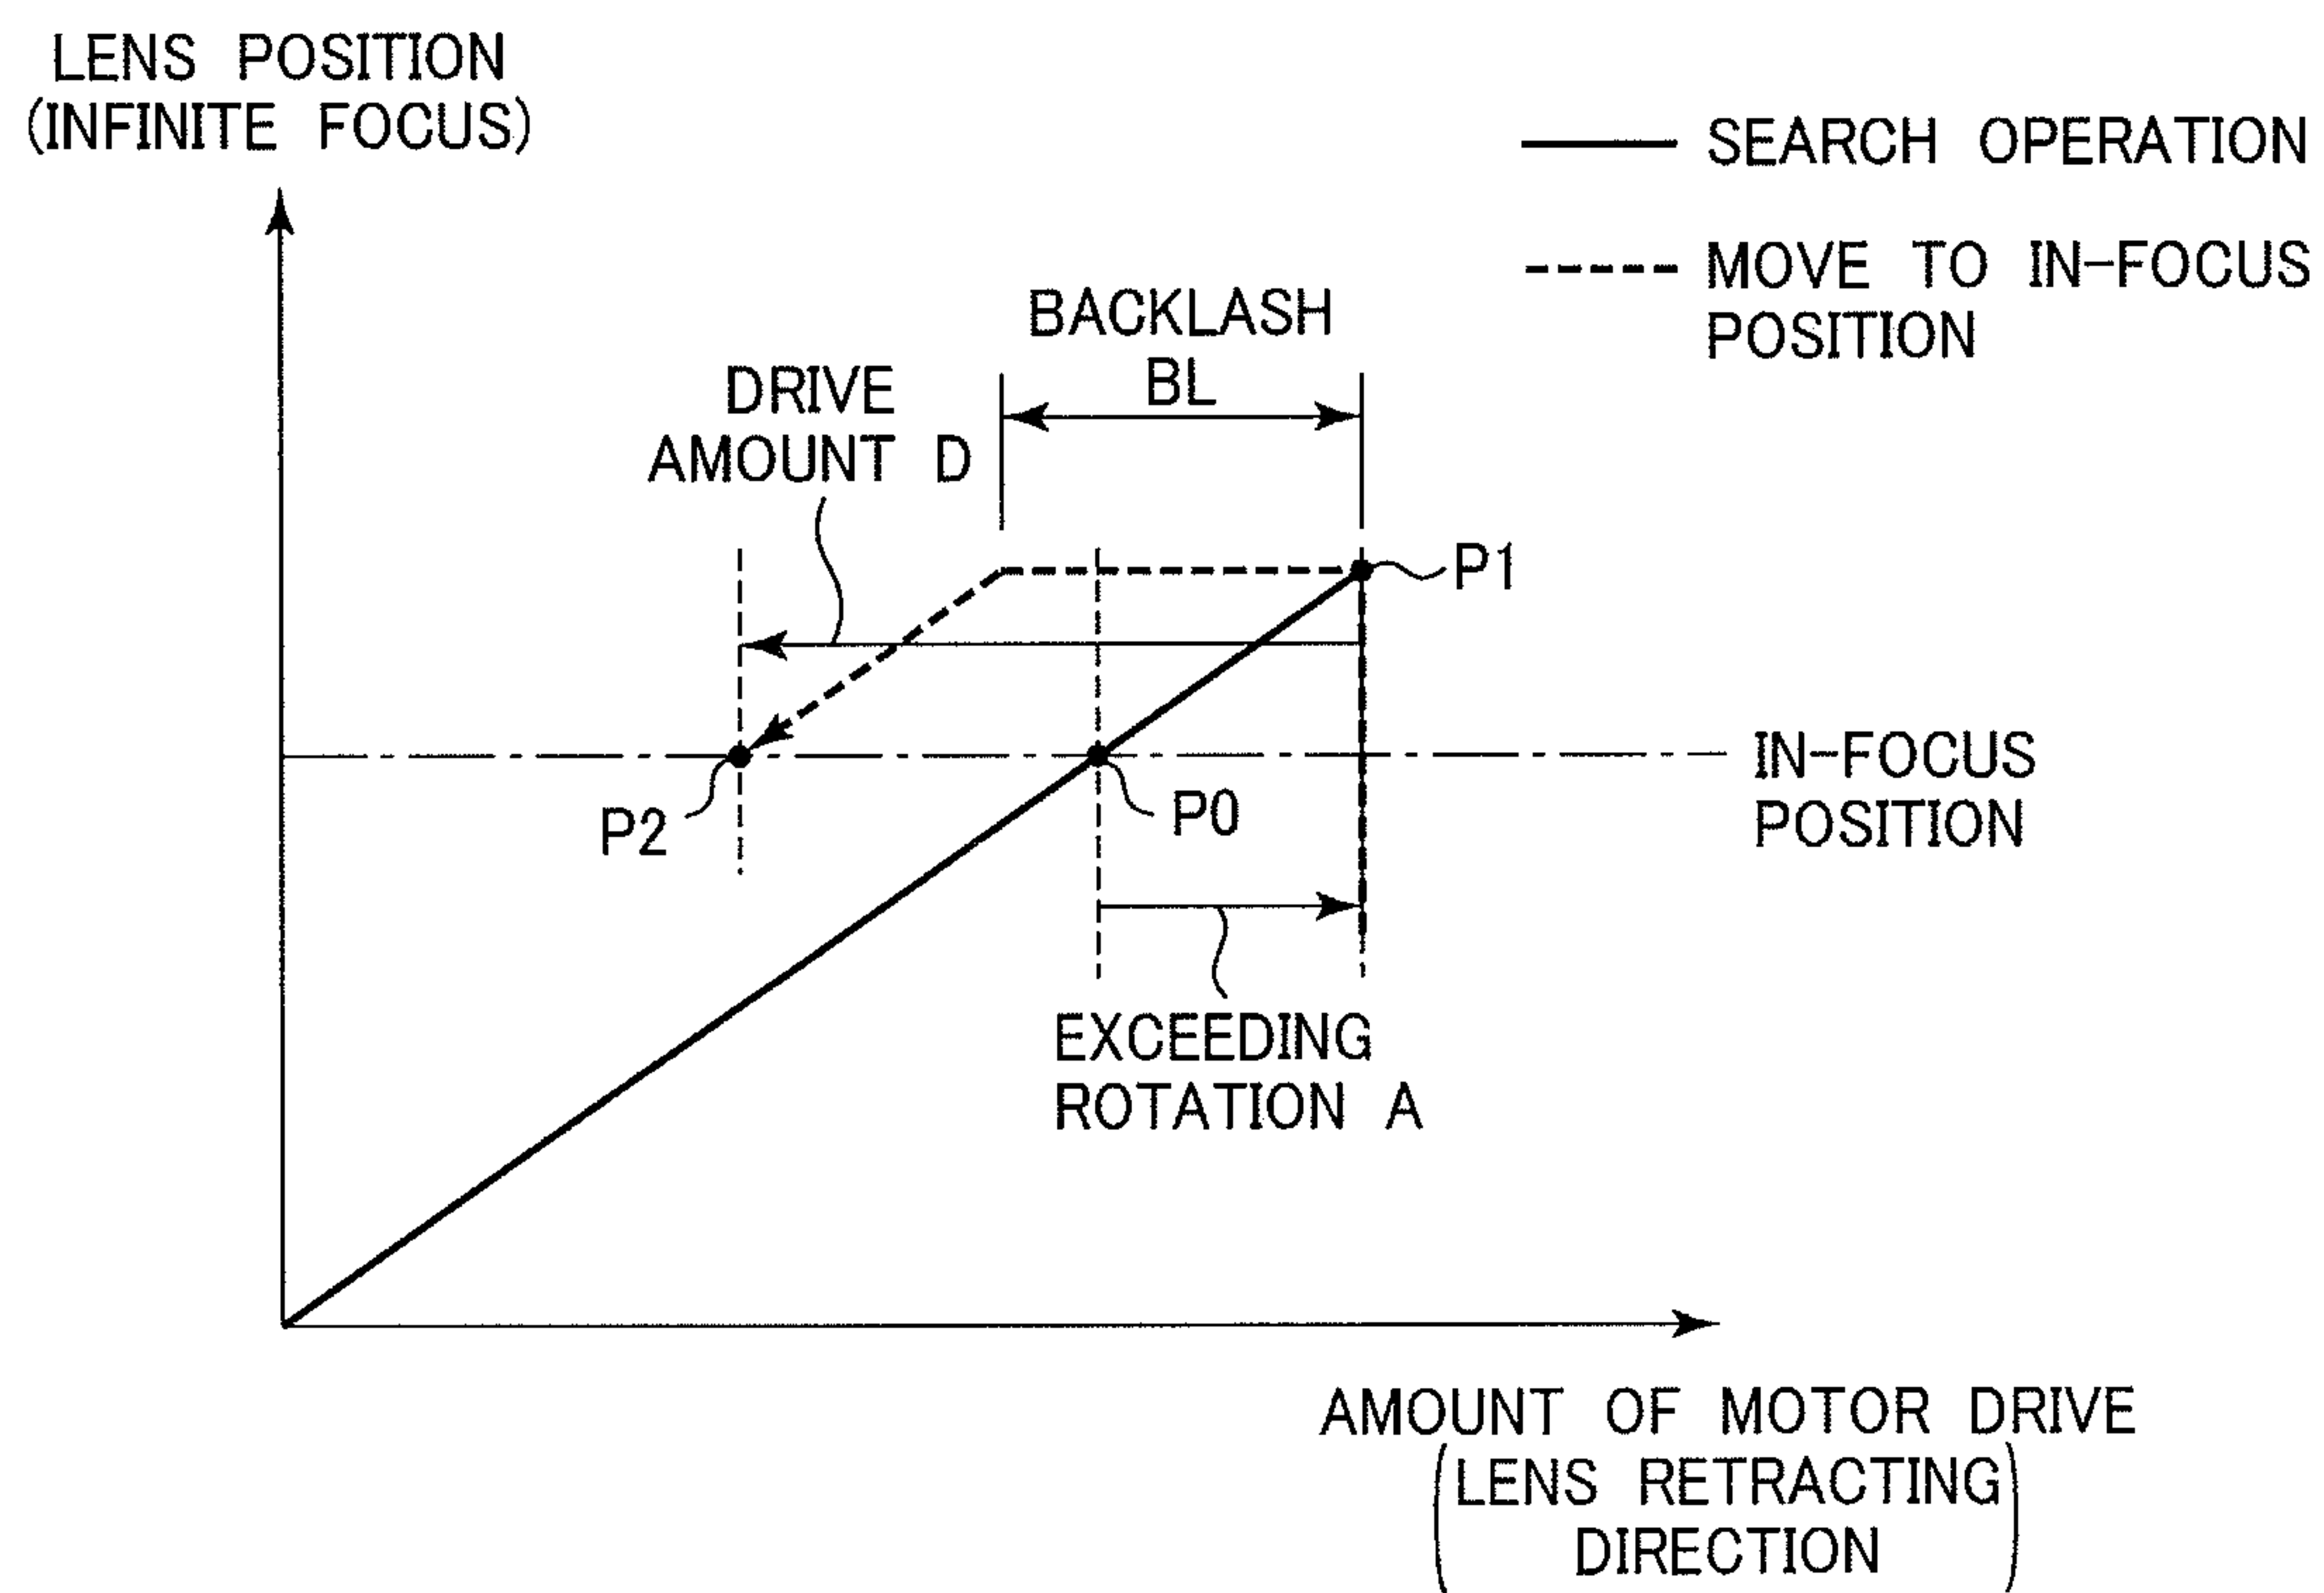 LENS POSITION
(INFINITE FOCUS)
SEARCH OPERATION
MOVE TO IN-FOCUS
POSITION
BACKLASH
BL
DRIVE
AMOUNT D
P1
IN-FOCUS
POSITION
P2
P0
EXCEEDING
ROTATION A
AMOUNT OF MOTOR DRIVE
(LENS RETRACTING
DIRECTION)